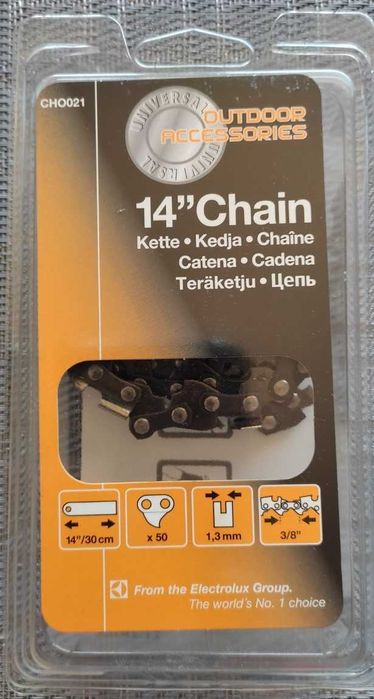 CHO021
UNIVERSAL
UNIVERSAL
OUTDOOR
ACCESSORIES
14”Chain
Kette • Kedja • Chaîne
Catena • Cadena
Teräketju • Цепь
14”/30 cm
x 50
1,3 mm
3/8”
From the Electrolux Group.
The world's No. 1 choice